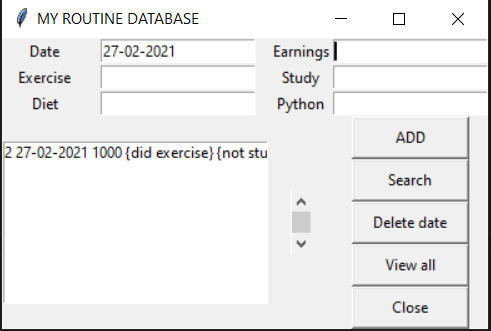 MY ROUTINE DATABASE
Date 27-02-2021 Earnings
Exercise Study
Diet Python
2 27-02-2021 1000 {did exercise} {not stu
ADD
Search
Delete date
View all
Close